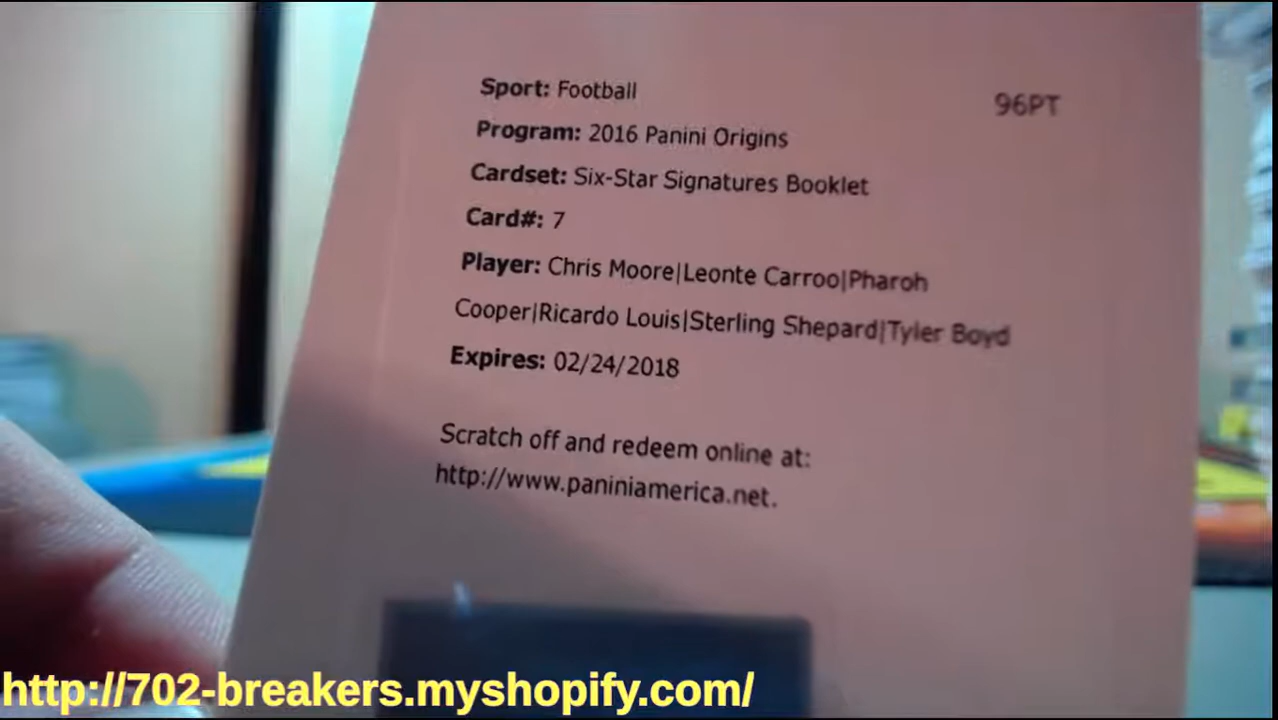 Sport: Football
96PT
Program: 2016 Panini Origins
Cardset: Six-Star Signatures Booklet
Card#: 7
Player: Chris Moore|Leonte Carroo|Pharoh
Cooper|Ricardo Louis|Sterling Shepard|Tyler Boyd
Expires: 02/24/2018
Scratch off and redeem online at:
http://www.paniniamerica.net.
http://702-breakers.myshopify.com/